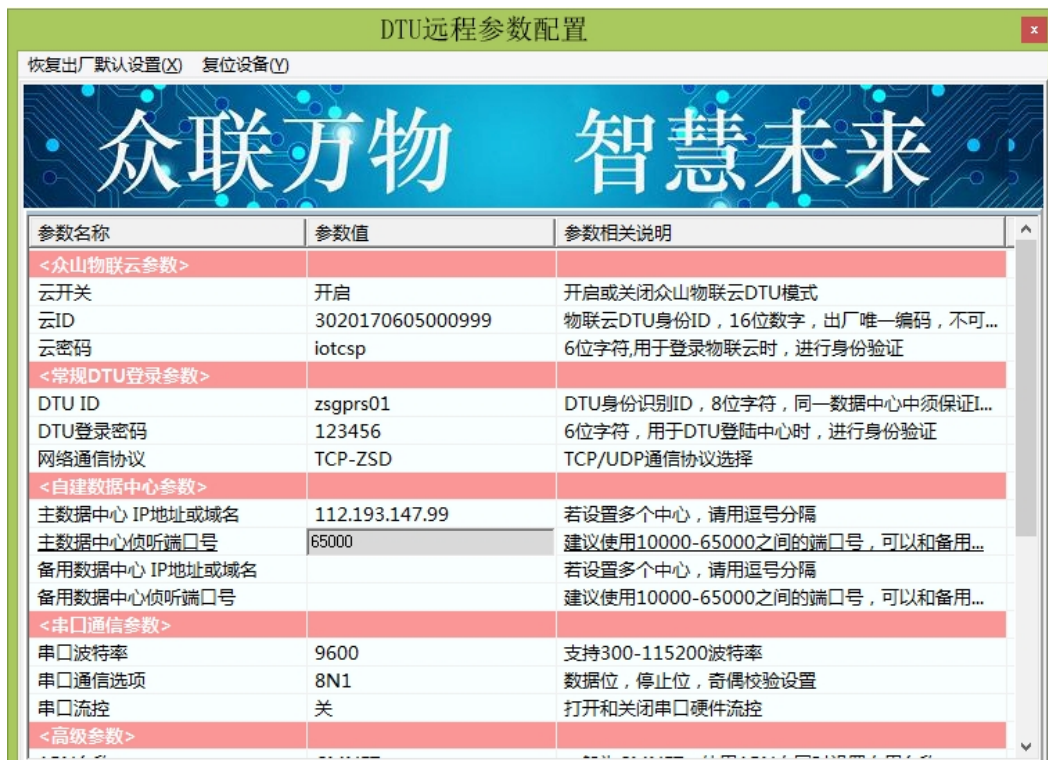 DTU远程参数配置
x
恢复出厂默认设置(X) 复位设备(Y)
众联万物 智慧未来
参数名称 参数值 参数相关说明
<众山物联云参数>
云开关 开启 开启或关闭众山物联云DTU模式
云ID 3020170605000999 物联云DTU身份ID，16位数字，出厂唯一编码，不可...
云密码 iotcsp 6位字符,用于登录物联云时，进行身份验证
<常规DTU登录参数>
DTU ID zsgprs01 DTU身份识别ID，8位字符，同一数据中心中须保证I...
DTU登录密码 123456 6位字符，用于DTU登陆中心时，进行身份验证
网络通信协议 TCP-ZSD TCP/UDP通信协议选择
<自建数据中心参数>
主数据中心 IP地址或域名 112.193.147.99 若设置多个中心，请用逗号分隔
主数据中心侦听端口号 65000 建议使用10000-65000之间的端口号，可以和备用...
备用数据中心 IP地址或域名 若设置多个中心，请用逗号分隔
备用数据中心侦听端口号 建议使用10000-65000之间的端口号，可以和备用...
<串口通信参数>
串口波特率 9600 支持300-115200波特率
串口通信选项 8N1 数据位，停止位，奇偶校验设置
串口流控 关 打开和关闭串口硬件流控
<高级参数>